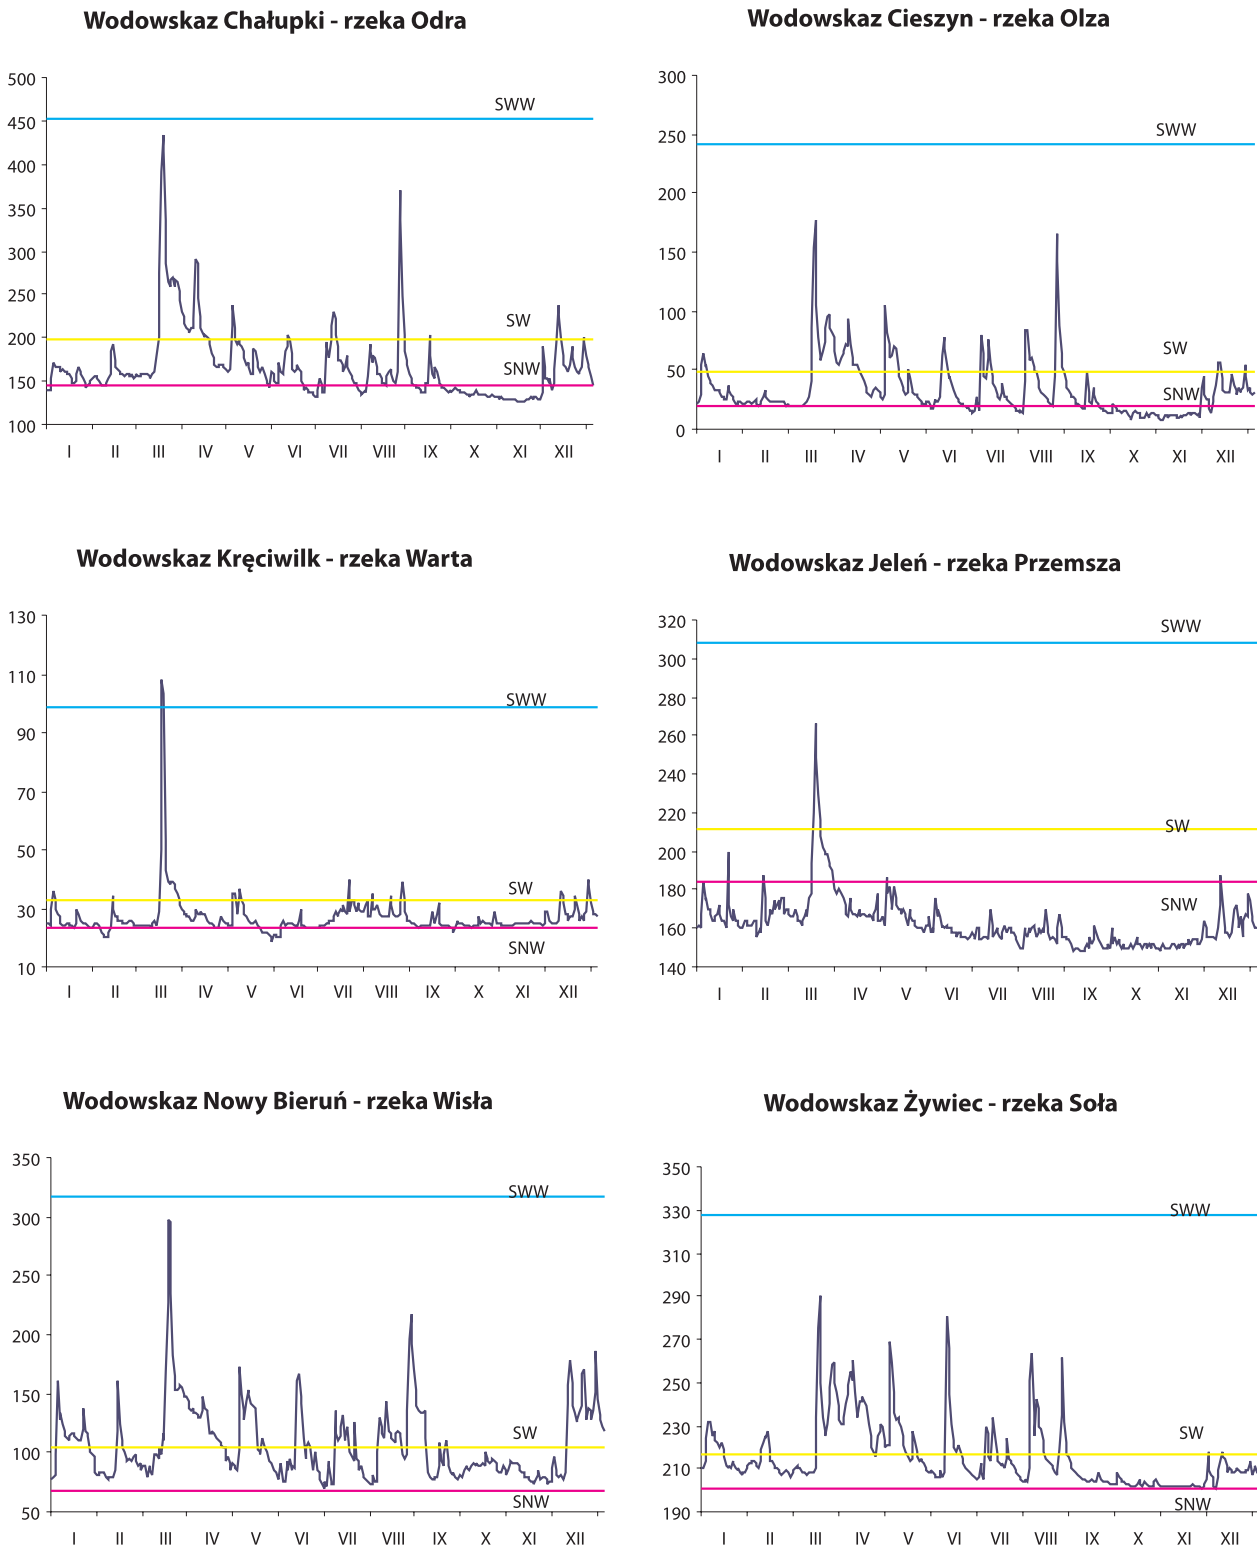 Wodowskaz Chałupki - rzeka Odra
500
450
400
350
300
250
200
150
100
SWW
SW
SNW
I II III IV V VI VII VIII IX X XI XII
Wodowskaz Cieszyn - rzeka Olza
300
250
200
150
100
50
0
SWW
SW
SNW
I II III IV V VI VII VIII IX X XI XII
Wodowskaz Kręciwilk - rzeka Warta
130
110
90
70
50
30
10
SWW
SW
SNW
I II III IV V VI VII VIII IX X XI XII
Wodowskaz Jeleń - rzeka Przemsza
320
300
280
260
240
220
200
180
160
140
SWW
SW
SNW
I II III IV V VI VII VIII IX X XI XII
Wodowskaz Nowy Bieruń - rzeka Wisła
350
300
250
200
150
100
50
SWW
SW
SNW
I II III IV V VI VII VIII IX X XI XII
Wodowskaz Żywiec - rzeka Soła
350
330
310
290
270
250
230
210
190
SWW
SW
SNW
I II III IV V VI VII VIII IX X XI XII